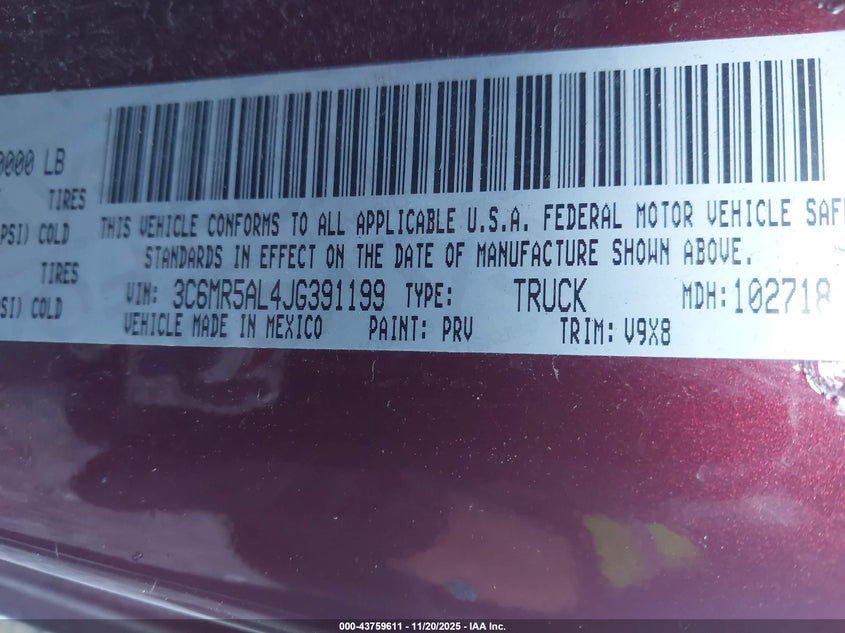 0000 LB
TIRES
PSI) COLD
TIRES
SI) COLD
THIS VEHICLE CONFORMS TO ALL APPLICABLE U.S.A. FEDERAL MOTOR VEHICLE SAF
STANDARDS IN EFFECT ON THE DATE OF MANUFACTURE SHOWN ABOVE.
VIN: 3C6MR5AL4JG391199 TYPE: TRUCK MDH: 102718
VEHICLE MADE IN MEXICO PAINT: PRV TRIM: V9X8
000-43759611 - 11/20/2025 - IAA Inc.